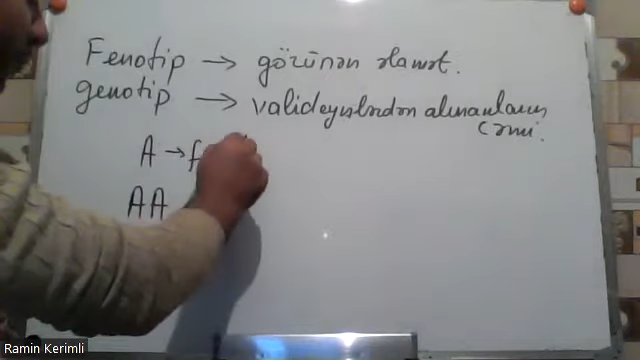 Fenotip → görünən əlamət.
genotip → valideynlərdən alınanların
cəmi.
A → f
AA
Ramin Kerimli